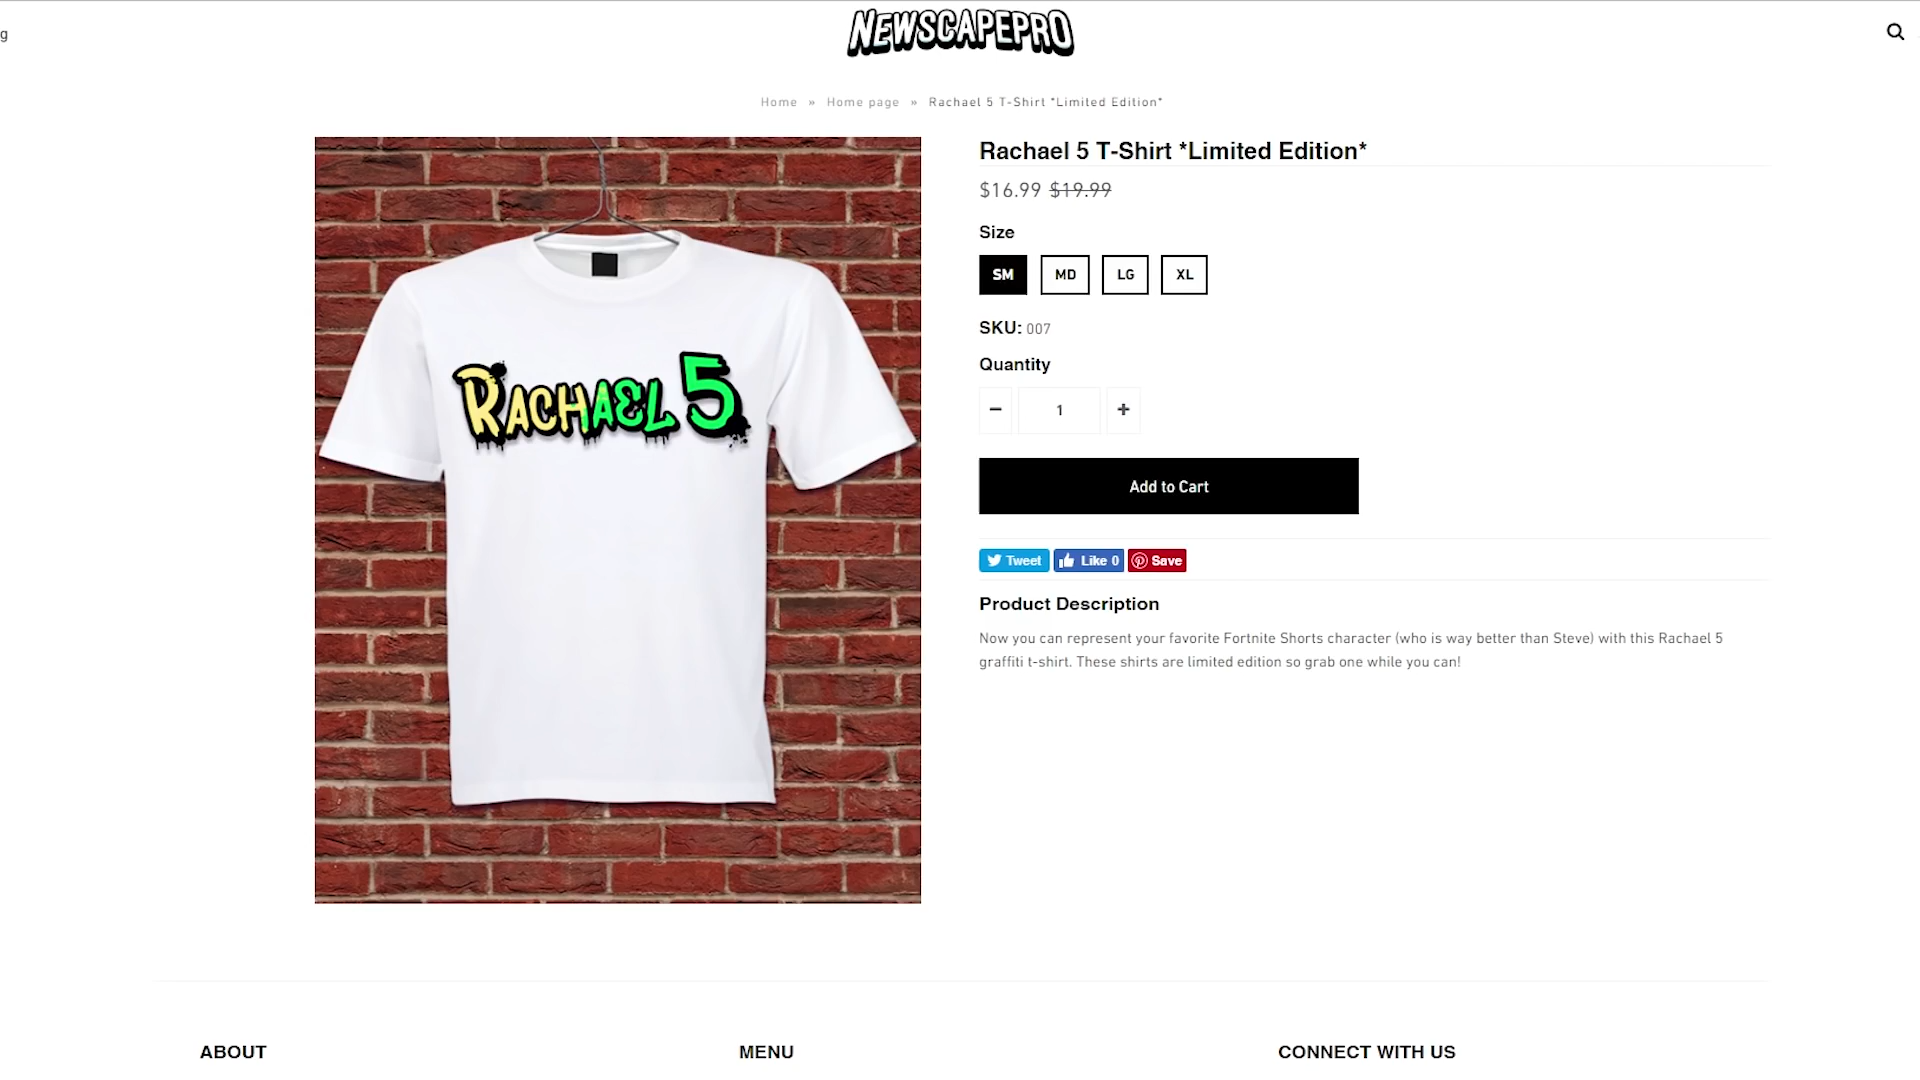 g
NEWSCAPEPRO
Home » Home page » Rachael 5 T-Shirt *Limited Edition*
RACHAEL 5
Rachael 5 T-Shirt *Limited Edition*
$16.99 $19.99
Size
SM MD LG XL
SKU: 007
Quantity
− 1 +
Add to Cart
Tweet Like 0 Save
Product Description
Now you can represent your favorite Fortnite Shorts character (who is way better than Steve) with this Rachael 5
graffiti t-shirt. These shirts are limited edition so grab one while you can!
ABOUT MENU CONNECT WITH US